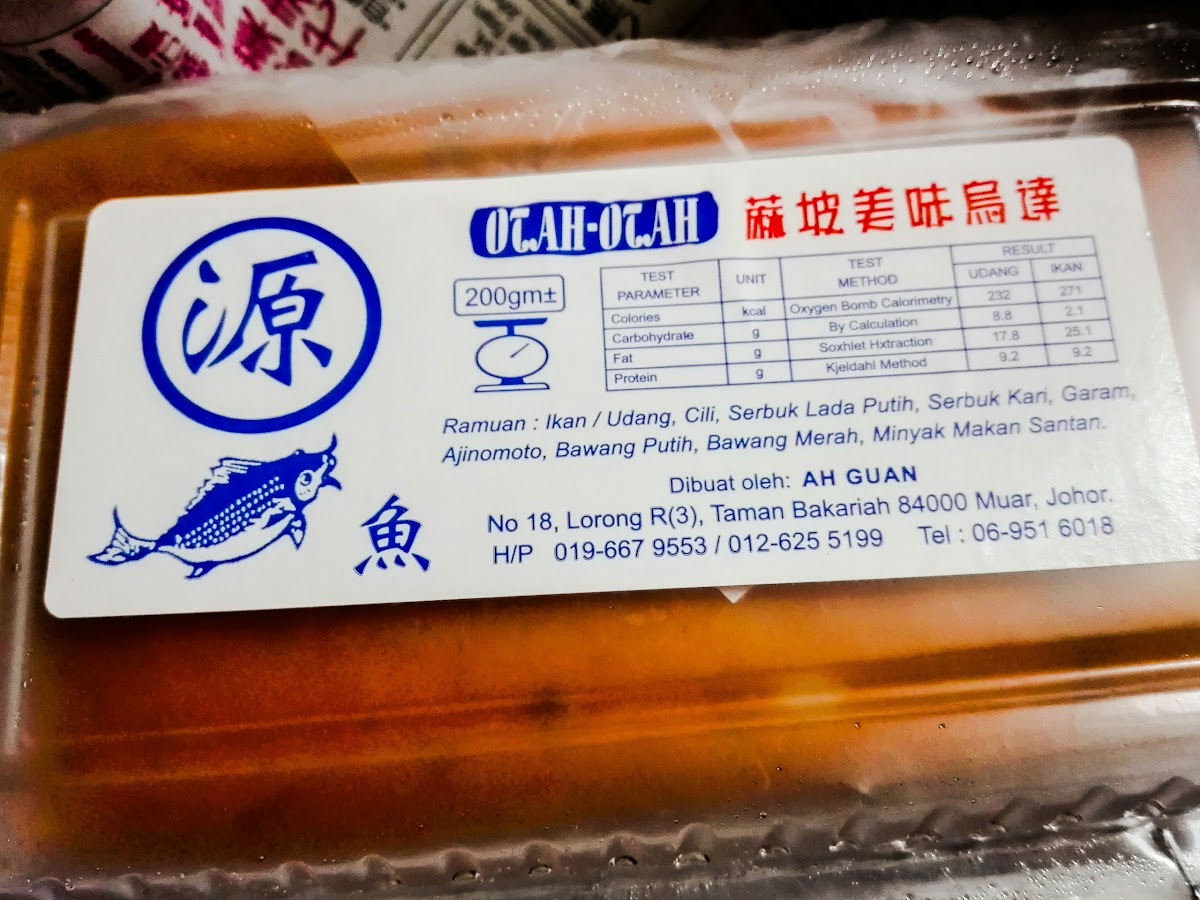 源
魚
OTAH-OTAH 蔴坡美味烏達
200gm±
TEST PARAMETER UNIT TEST METHOD RESULT
UDANG IKAN
Colories kcal Oxygen Bomb Calorimetry 232 271
Carbohydrate g By Calculation 8.8 2.1
Fat g Soxhlet Hxtraction 17.8 25.1
Protein g Kjeldahl Method 9.2 9.2
Ramuan : Ikan / Udang, Cili, Serbuk Lada Putih, Serbuk Kari, Garam,
Ajinomoto, Bawang Putih, Bawang Merah, Minyak Makan Santan.
Dibuat oleh: AH GUAN
No 18, Lorong R(3), Taman Bakariah 84000 Muar, Johor.
H/P 019-667 9553 / 012-625 5199 Tel : 06-951 6018